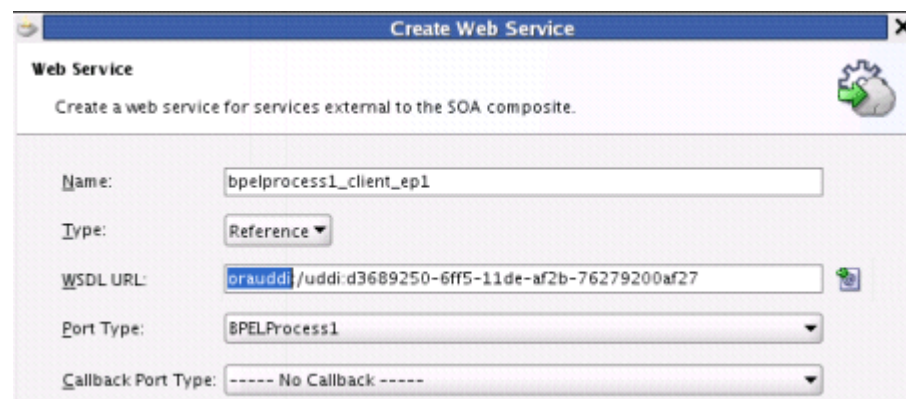 Create Web Service
Web Service
Create a web service for services external to the SOA composite.
Name: bpelprocess1_client_ep1
Type: Reference
WSDL URL: orauddi:/uddi:d3689250-6ff5-11de-af2b-76279200af27
Port Type: BPELProcess1
Callback Port Type: ----- No Callback -----